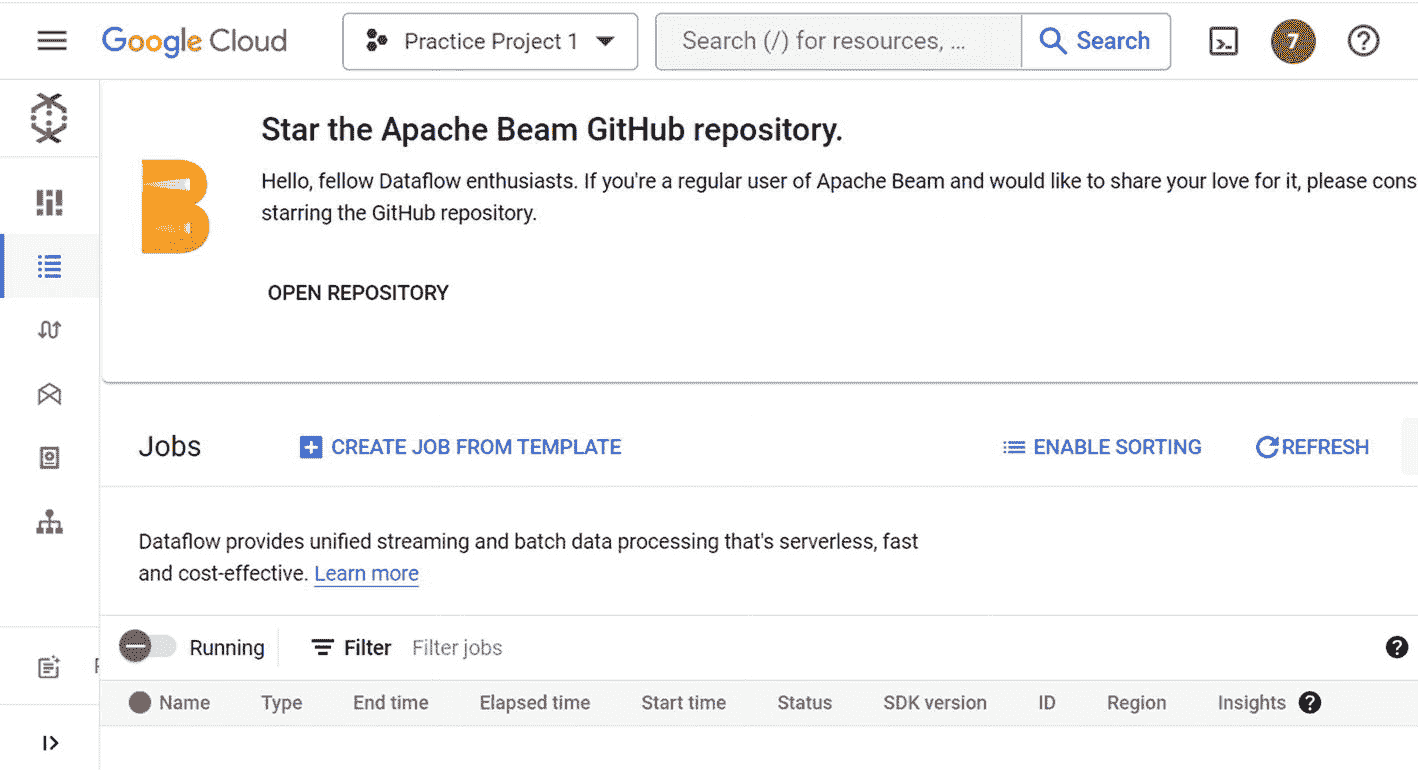 Google Cloud Practice Project 1 Search (/) for resources, ... Search 7
Star the Apache Beam GitHub repository.
Hello, fellow Dataflow enthusiasts. If you're a regular user of Apache Beam and would like to share your love for it, please cons
starring the GitHub repository.
OPEN REPOSITORY
Jobs CREATE JOB FROM TEMPLATE ENABLE SORTING REFRESH
Dataflow provides unified streaming and batch data processing that's serverless, fast
and cost-effective. Learn more
Running Filter Filter jobs
Name Type End time Elapsed time Start time Status SDK version ID Region Insights